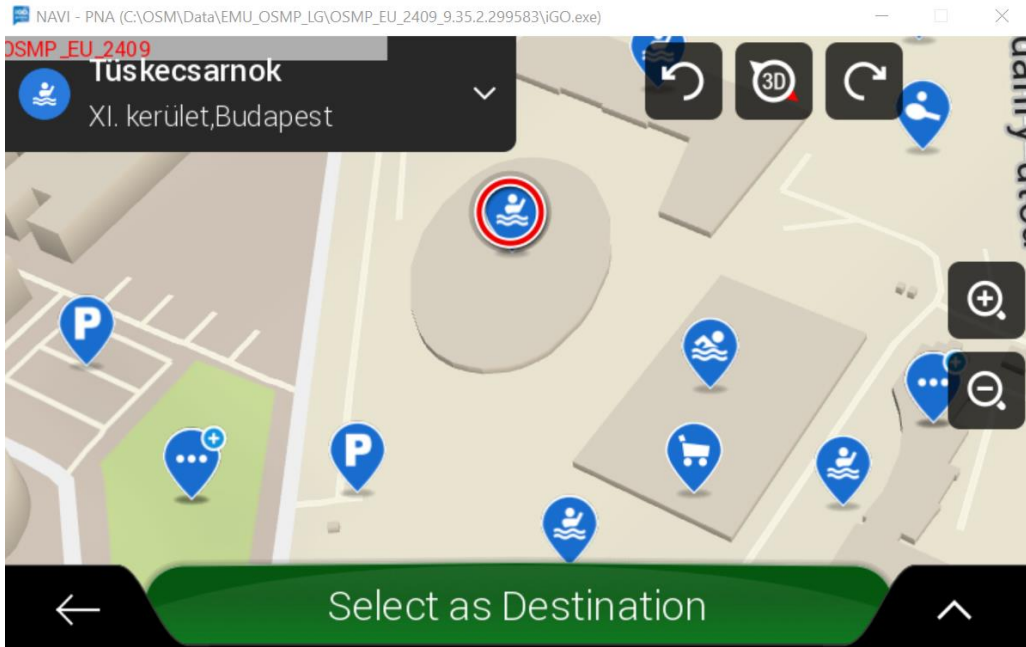 NAVI - PNA (C:\OSM\Data\EMU_OSMP_LG\OSMP_EU_2409_9.35.2.299583\iGO.exe)
OSMP_EU_2409
Tüskecsarnok
XI. kerület,Budapest
3D
P
P
Select as Destination